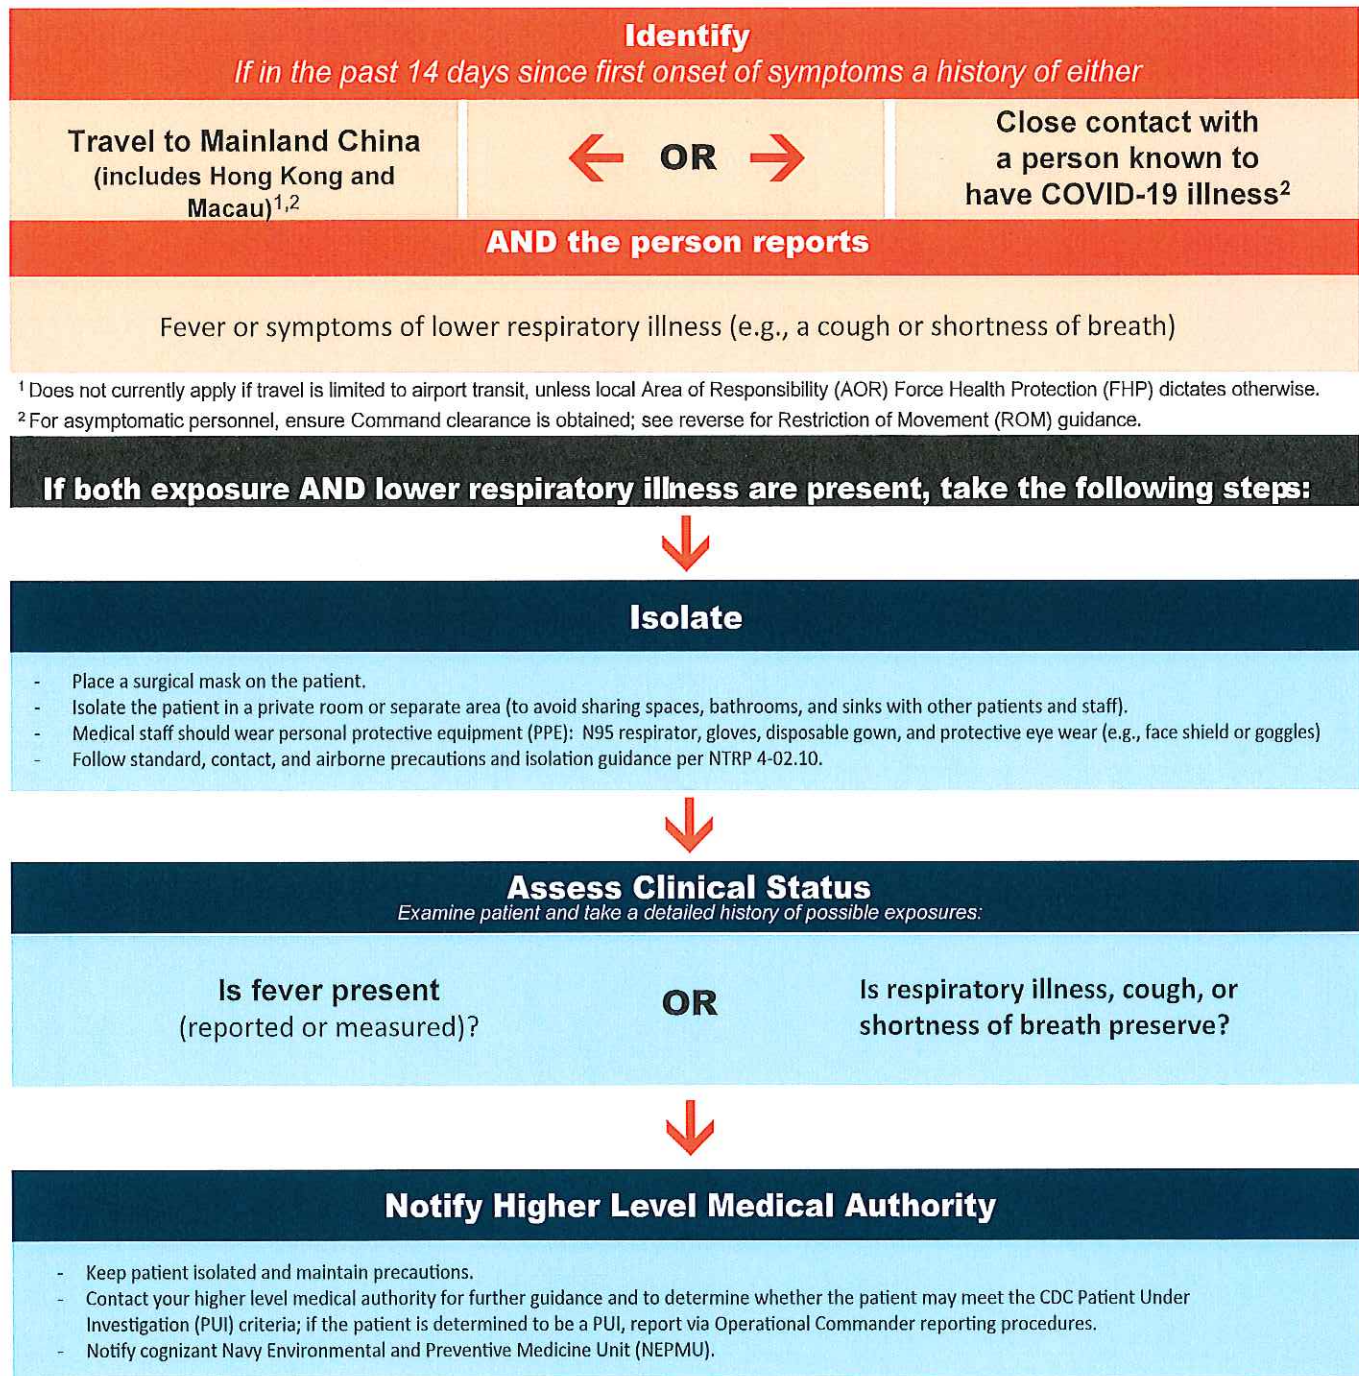 Identify
If in the past 14 days since first onset of symptoms a history of either
Travel to Mainland China
(includes Hong Kong and
Macau)1,2
← OR →
Close contact with
a person known to
have COVID-19 illness2
AND the person reports
Fever or symptoms of lower respiratory illness (e.g., a cough or shortness of breath)
1 Does not currently apply if travel is limited to airport transit, unless local Area of Responsibility (AOR) Force Health Protection (FHP) dictates otherwise.
2 For asymptomatic personnel, ensure Command clearance is obtained; see reverse for Restriction of Movement (ROM) guidance.
If both exposure AND lower respiratory illness are present, take the following steps:
Isolate
- Place a surgical mask on the patient.
- Isolate the patient in a private room or separate area (to avoid sharing spaces, bathrooms, and sinks with other patients and staff).
- Medical staff should wear personal protective equipment (PPE): N95 respirator, gloves, disposable gown, and protective eye wear (e.g., face shield or goggles)
- Follow standard, contact, and airborne precautions and isolation guidance per NTRP 4-02.10.
Assess Clinical Status
Examine patient and take a detailed history of possible exposures:
Is fever present
(reported or measured)?
OR
Is respiratory illness, cough, or
shortness of breath preserve?
Notify Higher Level Medical Authority
- Keep patient isolated and maintain precautions.
- Contact your higher level medical authority for further guidance and to determine whether the patient may meet the CDC Patient Under
Investigation (PUI) criteria; if the patient is determined to be a PUI, report via Operational Commander reporting procedures.
- Notify cognizant Navy Environmental and Preventive Medicine Unit (NEPMU).